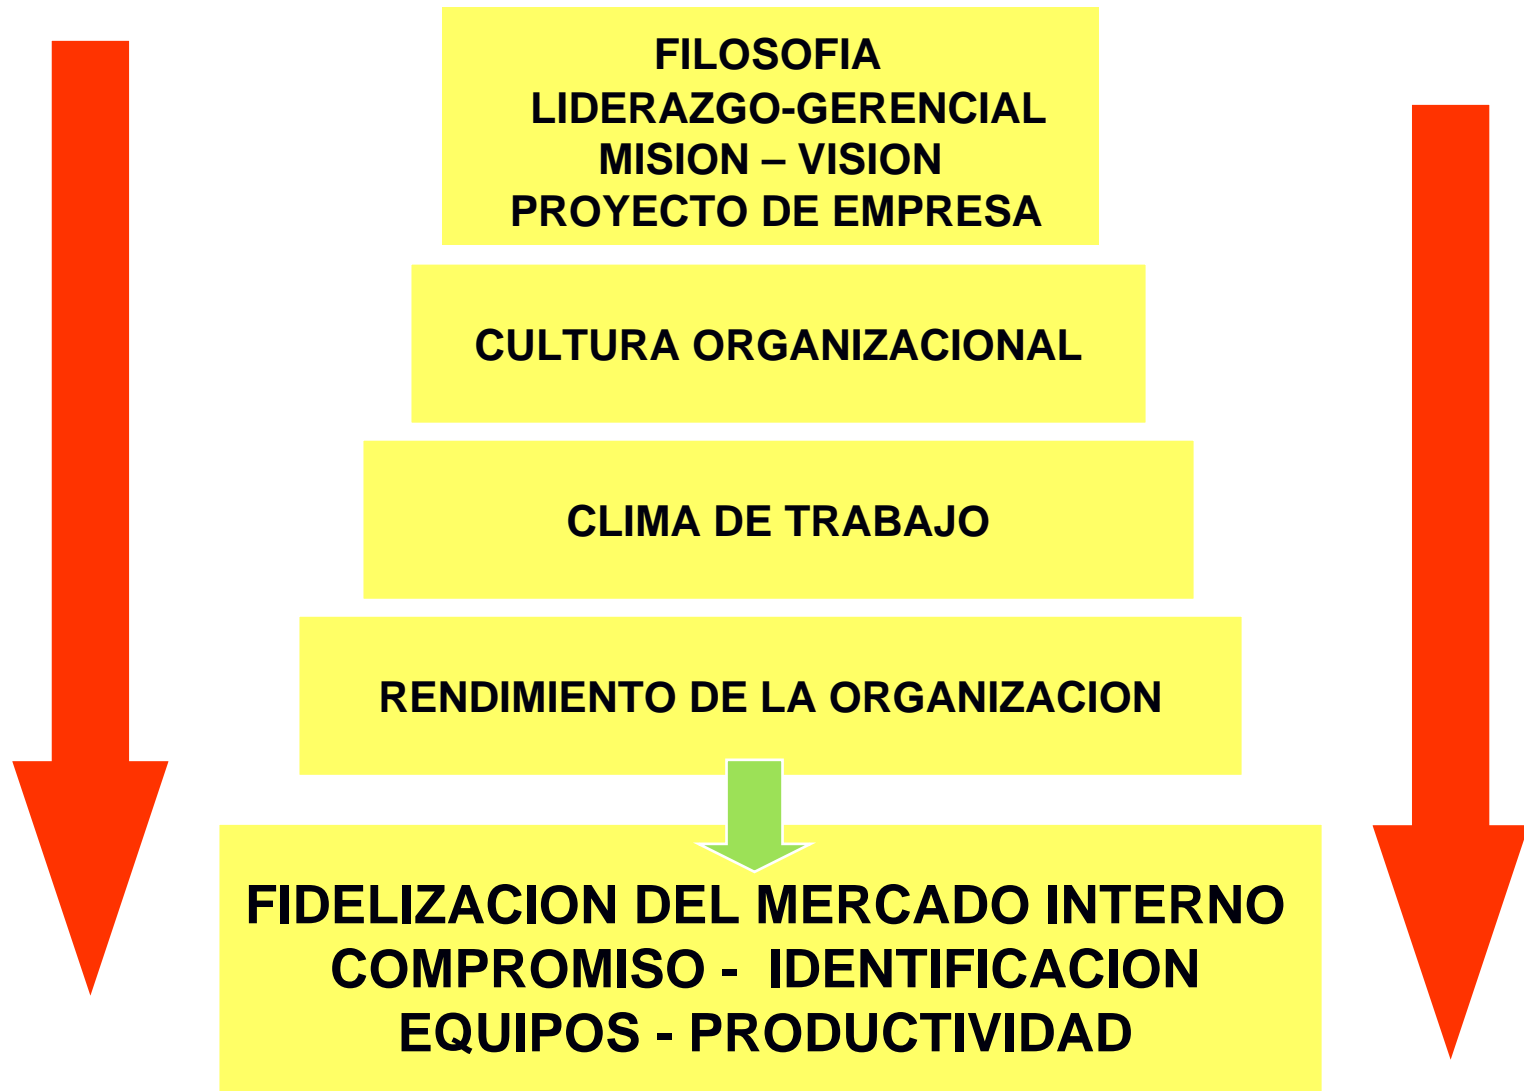 FILOSOFIA
LIDERAZGO-GERENCIAL
MISION – VISION
PROYECTO DE EMPRESA
CULTURA ORGANIZACIONAL
CLIMA DE TRABAJO
RENDIMIENTO DE LA ORGANIZACION
FIDELIZACION DEL MERCADO INTERNO
COMPROMISO - IDENTIFICACION
EQUIPOS - PRODUCTIVIDAD